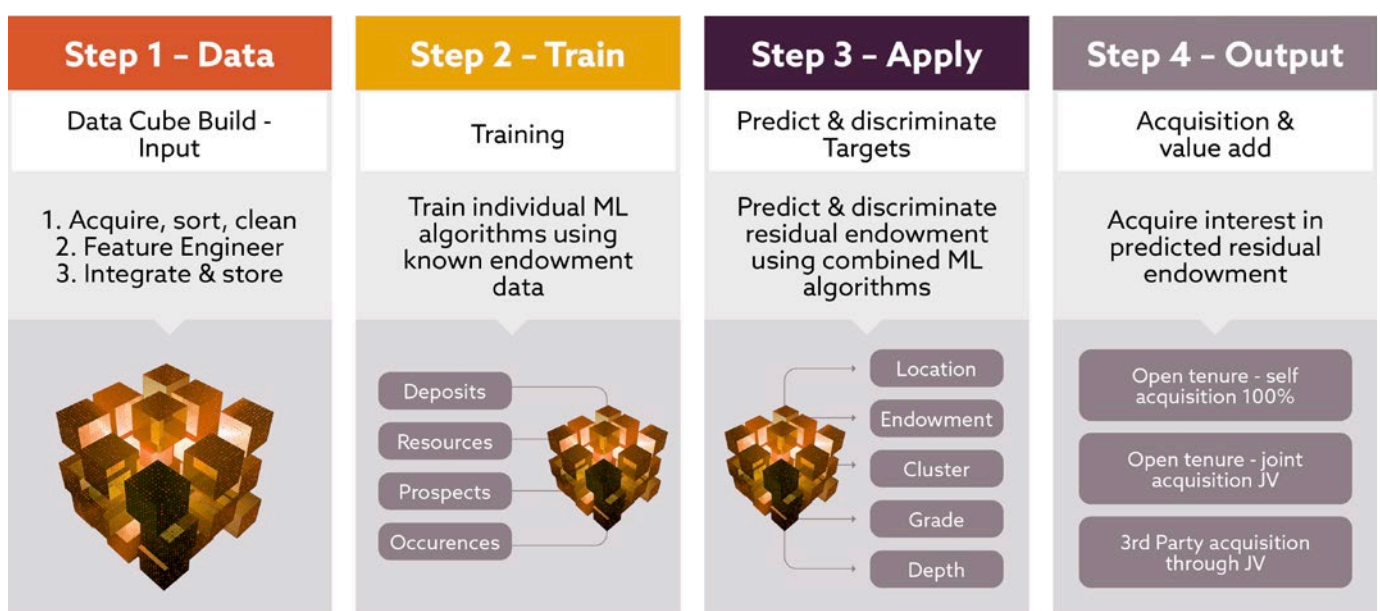 Step 1 – Data
Data Cube Build -
Input
1. Acquire, sort, clean
2. Feature Engineer
3. Integrate & store
Step 2 – Train
Training
Train individual ML
algorithms using
known endowment
data
Deposits
Resources
Prospects
Occurences
Step 3 – Apply
Predict & discriminate
Targets
Predict & discriminate
residual endowment
using combined ML
algorithms
Location
Endowment
Cluster
Grade
Depth
Step 4 – Output
Acquisition &
value add
Acquire interest in
predicted residual
endowment
Open tenure - self
acquisition 100%
Open tenure - joint
acquisition JV
3rd Party acquisition
through JV